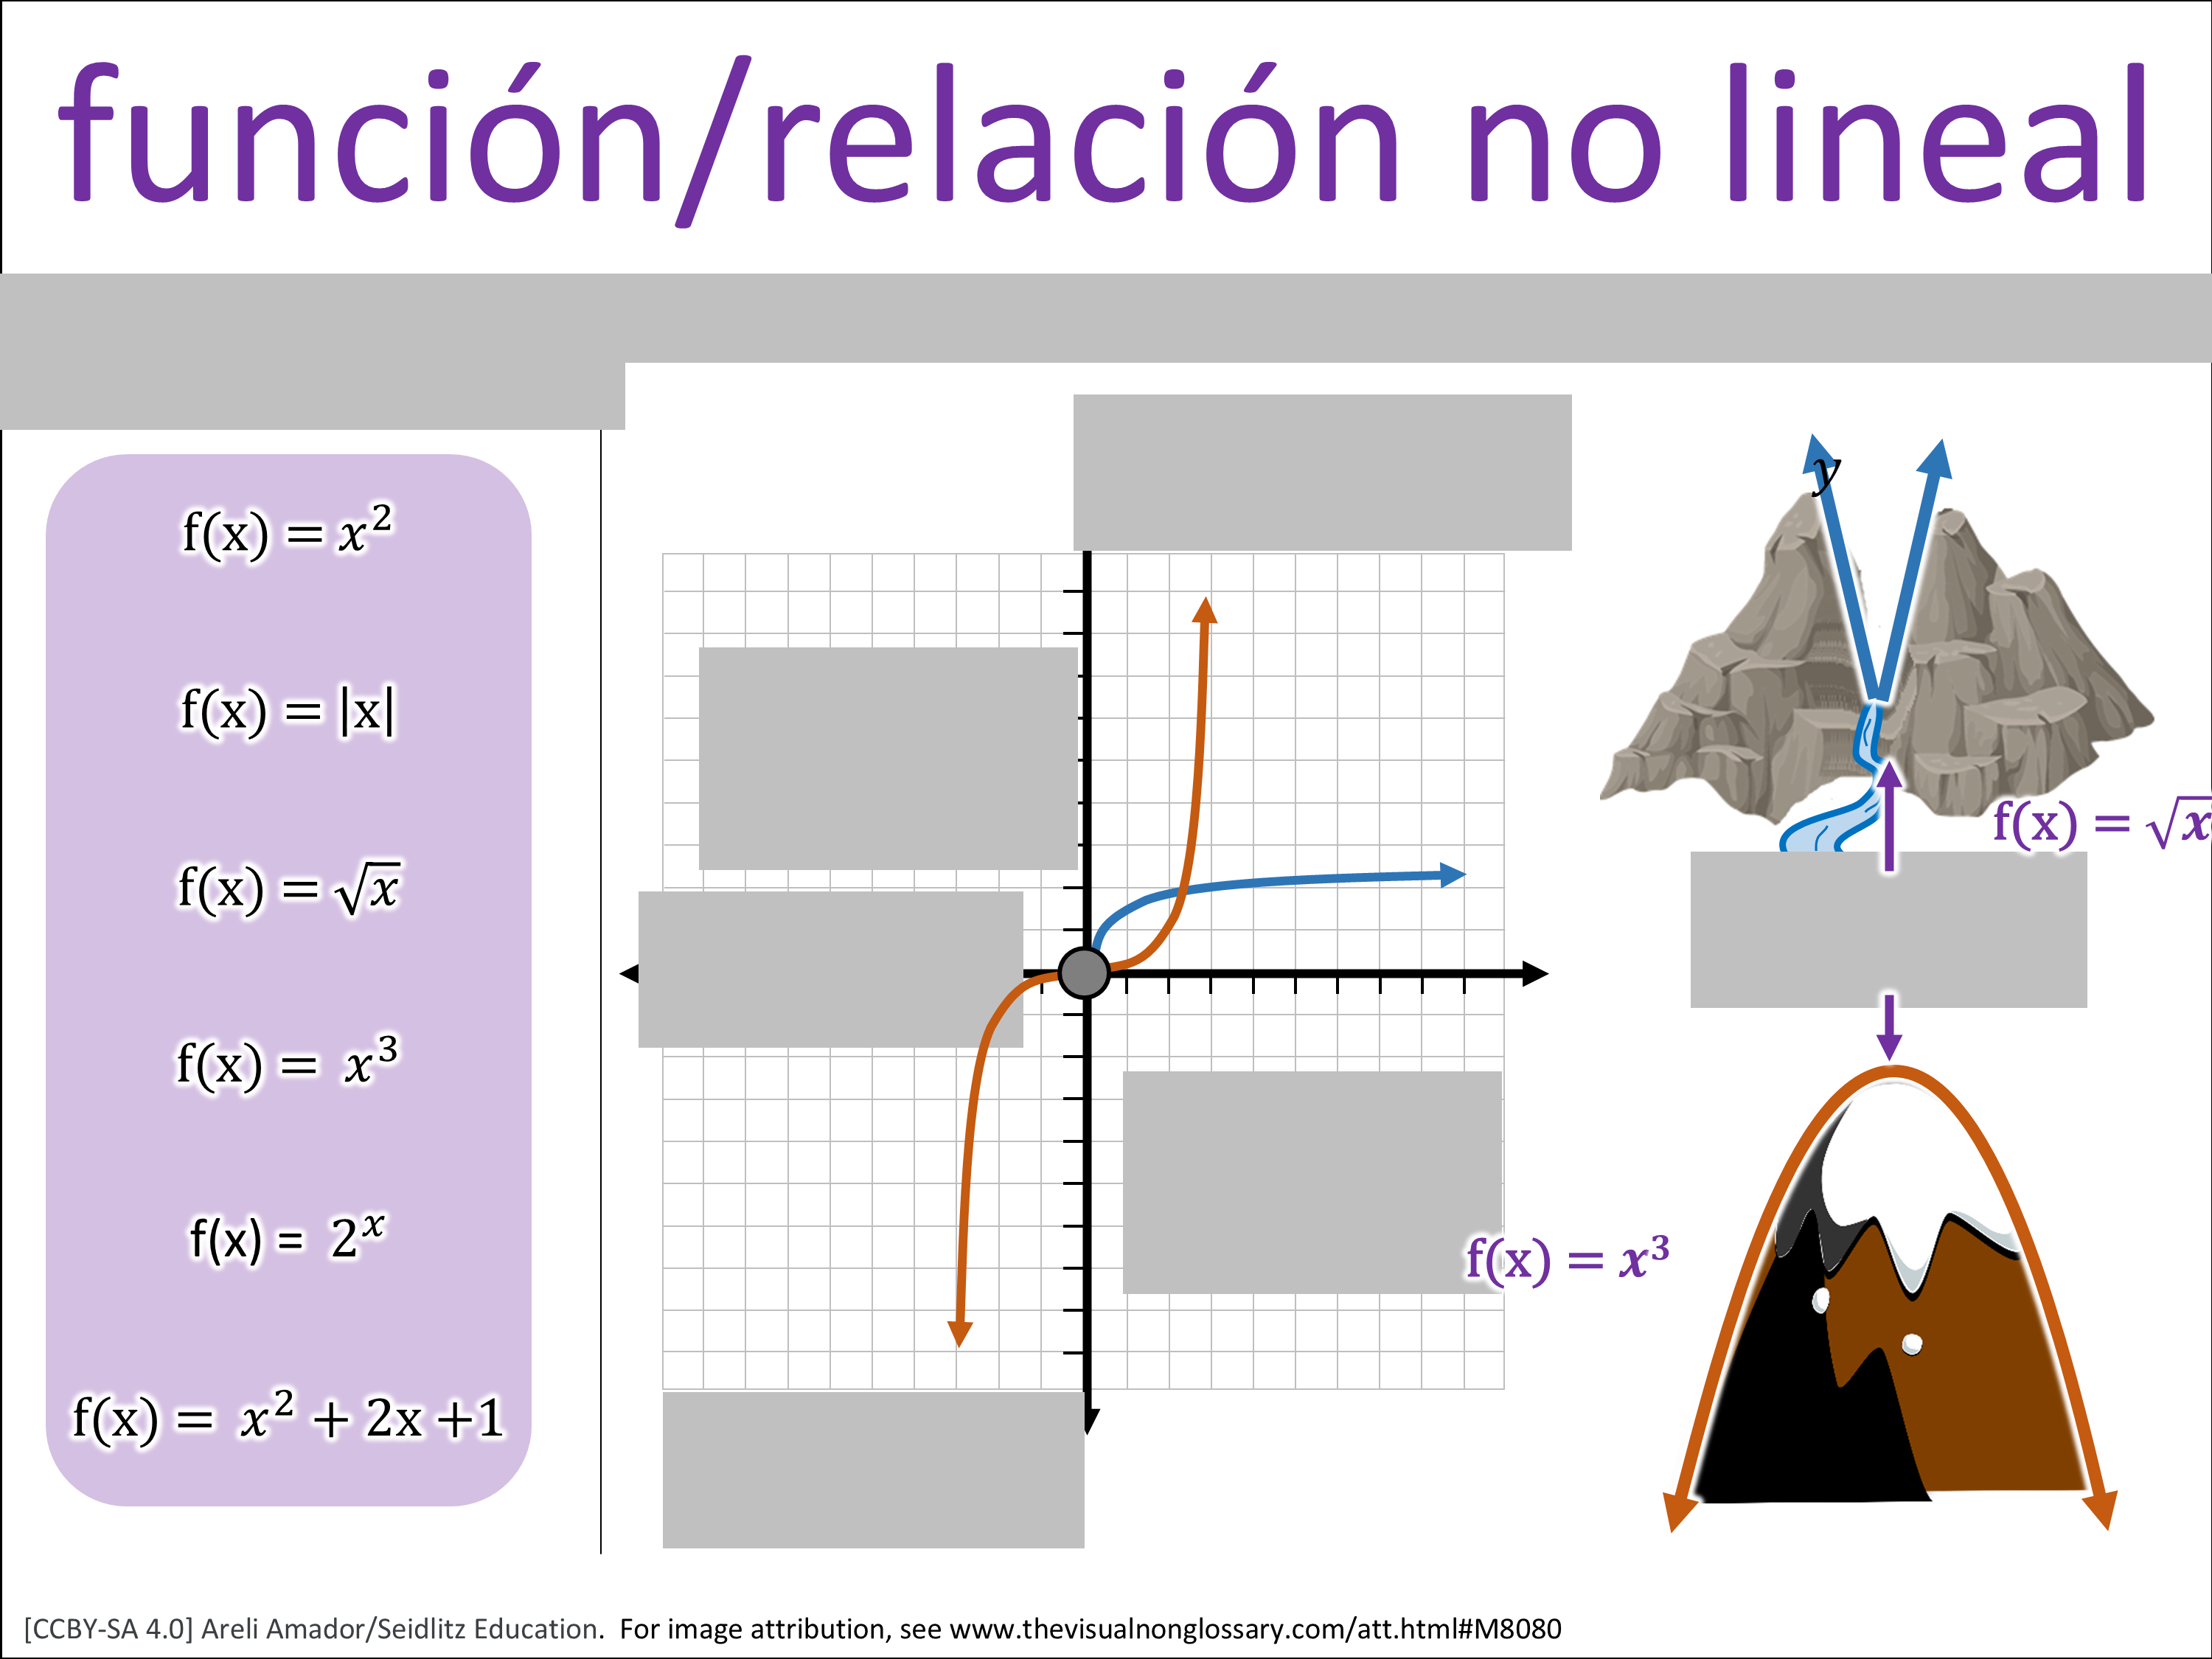 función/relación no lineal
f(x) = x²
f(x) = |x|
f(x) = √x
f(x) = x³
f(x) = 2ˣ
f(x) = x² + 2x +1
y
f(x) = √x
f(x) = x³
[CCBY-SA 4.0] Areli Amador/Seidlitz Education. For image attribution, see www.thevisualnonglossary.com/att.html#M8080